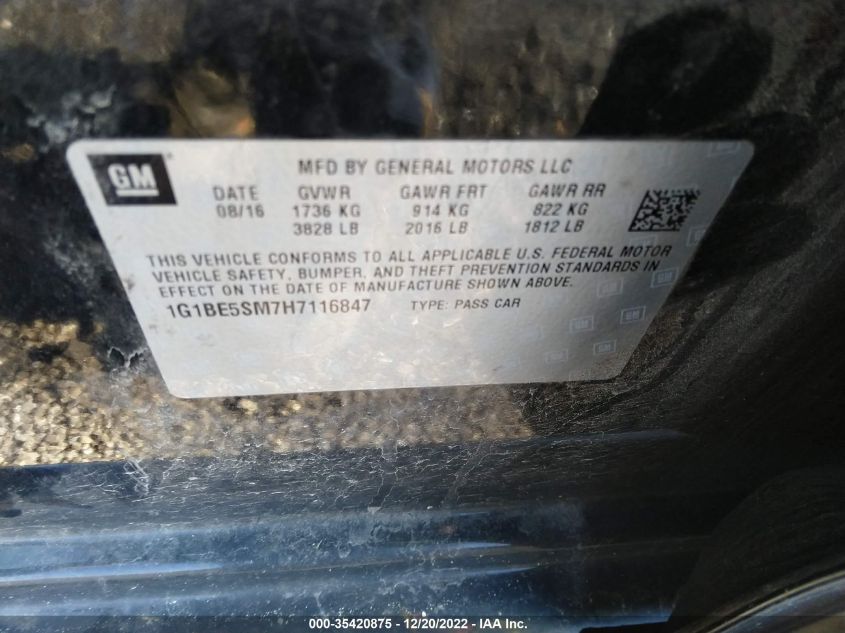 GM
MFD BY GENERAL MOTORS LLC
DATE GVWR GAWR FRT GAWR RR
08/16 1736 KG 914 KG 822 KG
3828 LB 2016 LB 1812 LB
THIS VEHICLE CONFORMS TO ALL APPLICABLE U.S. FEDERAL MOTOR
VEHICLE SAFETY, BUMPER, AND THEFT PREVENTION STANDARDS IN
EFFECT ON THE DATE OF MANUFACTURE SHOWN ABOVE.
1G1BE5SM7H7116847 TYPE: PASS CAR
000-35420875 - 12/20/2022 - IAA Inc.